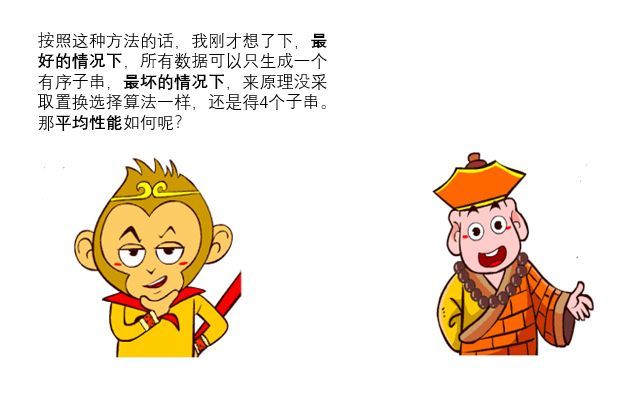 按照这种方法的话，我刚才想了下，最
好的情况下，所有数据可以只生成一个
有序子串，最坏的情况下，来原理没采
取置换选择算法一样，还是得4个子串。
那平均性能如何呢？